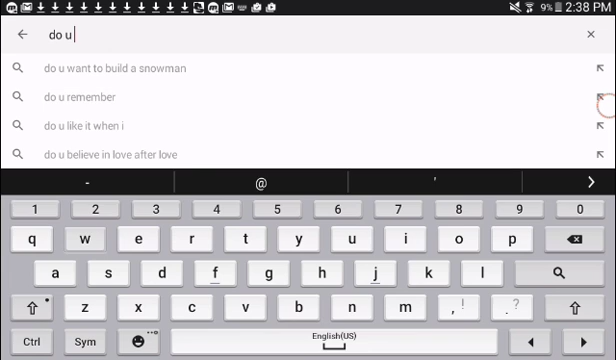 9% 2:38 PM
do u
do u want to build a snowman
do u remember
do u like it when i
do u believe in love after love
- @ '
1 2 3 4 5 6 7 8 9 0
q w e r t y u i o p
a s d f g h j k l
z x c v b n m , ! . ?
Ctrl Sym English(US)